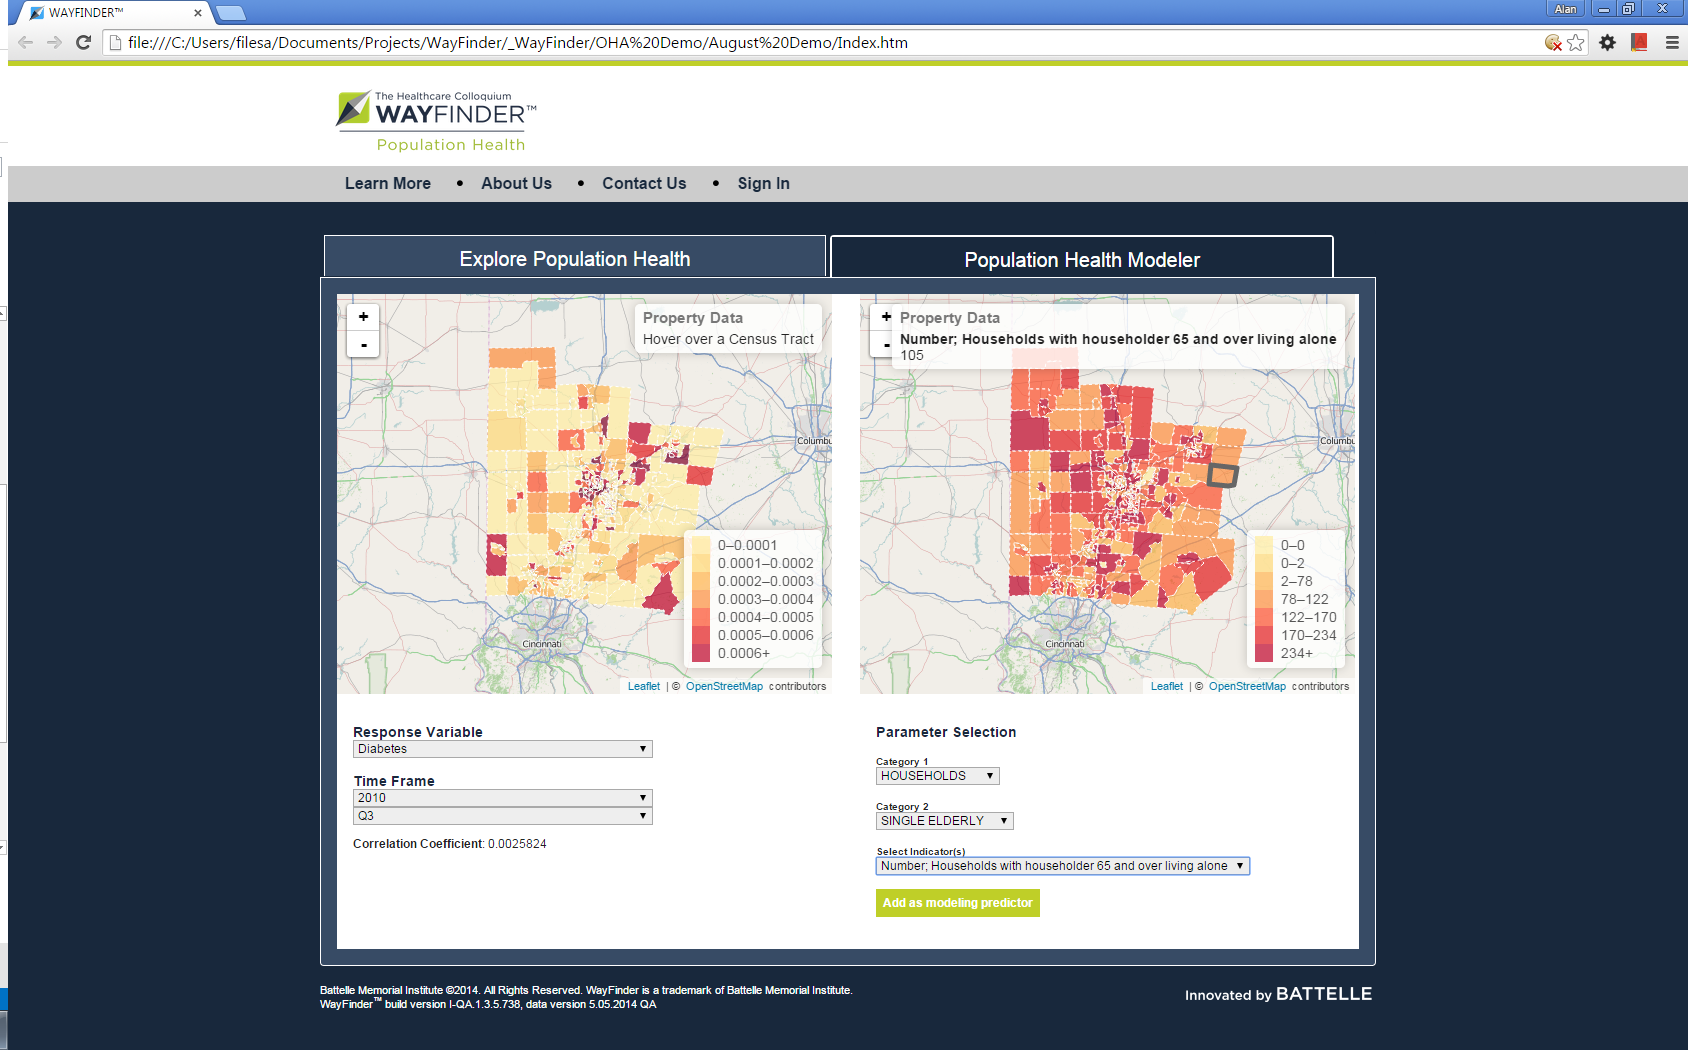 WAYFINDER™
Alan
file:///C:/Users/filesa/Documents/Projects/WayFinder/_WayFinder/OHA%20Demo/August%20Demo/Index.htm
The Healthcare Colloquium
WAYFINDER™
Population Health
Learn More • About Us • Contact Us • Sign In
Explore Population Health
Population Health Modeler
+
-
Property Data
Hover over a Census Tract
Columbu
Cincinnati
0–0.0001
0.0001–0.0002
0.0002–0.0003
0.0003–0.0004
0.0004–0.0005
0.0005–0.0006
0.0006+
Leaflet | © OpenStreetMap contributors
+
-
Property Data
Number; Households with householder 65 and over living alone
105
Columbu
Cincinnati
0–0
0–2
2–78
78–122
122–170
170–234
234+
Leaflet | © OpenStreetMap contributors
Response Variable
Diabetes
Time Frame
2010
Q3
Correlation Coefficient: 0.0025824
Parameter Selection
Category 1
HOUSEHOLDS
Category 2
SINGLE ELDERLY
Select Indicator(s)
Number; Households with householder 65 and over living alone
Add as modeling predictor
Battelle Memorial Institute ©2014. All Rights Reserved. WayFinder is a trademark of Battelle Memorial Institute.
WayFinder™ build version I-QA.1.3.5.738, data version 5.05.2014 QA
Innovated by BATTELLE